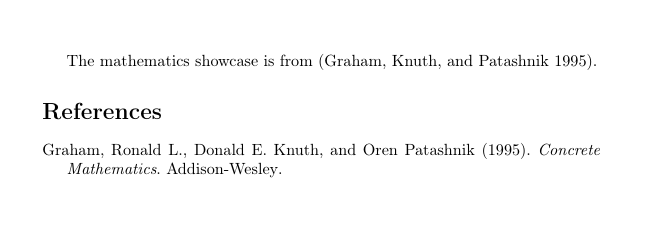 The mathematics showcase is from (Graham, Knuth, and Patashnik 1995).
References
Graham, Ronald L., Donald E. Knuth, and Oren Patashnik (1995). Concrete
Mathematics. Addison-Wesley.